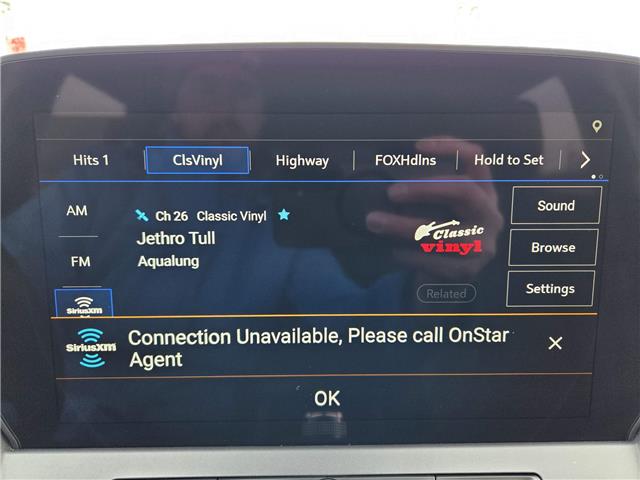 Hits 1 ClsVinyl Highway FOXHdlns Hold to Set
AM
Ch 26 Classic Vinyl
Jethro Tull
Aqualung
Classic
vinyl
Sound
FM
Browse
Related
Settings
SiriusXM
SiriusXM
Connection Unavailable, Please call OnStar
Agent
OK